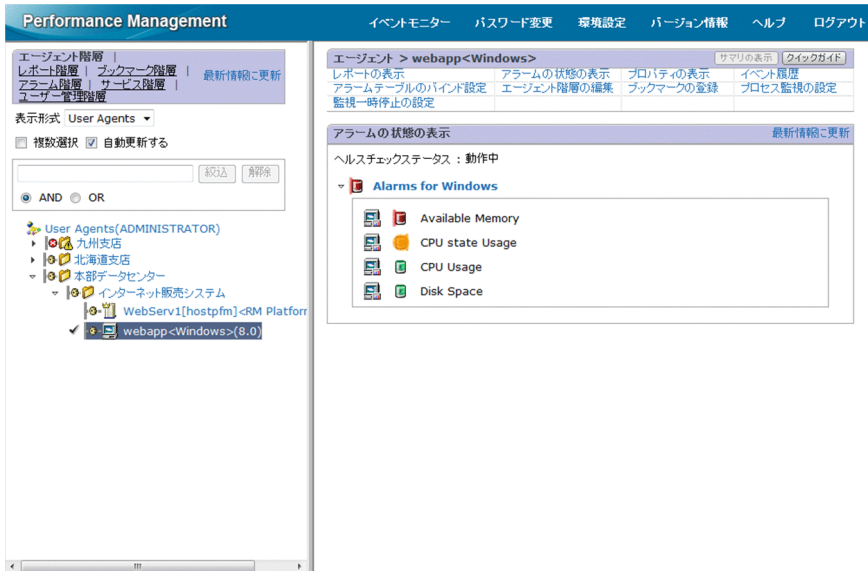 Performance Management
イベントモニター パスワード変更 環境設定 バージョン情報 ヘルプ ログアウト
エージェント階層 |
レポート階層 | ブックマーク階層 |
アラーム階層 | サービス階層 |
ユーザー管理階層
最新情報に更新
表示形式 User Agents
複数選択 自動更新する
絞込 解除
AND OR
User Agents(ADMINISTRATOR)
九州支店
北海道支店
本部データセンター
インターネット販売システム
WebServ1[hostpfm]<RM Platforr
webapp<Windows>(8.0)
エージェント > webapp<Windows> サマリの表示 クイックガイド
レポートの表示 アラームの状態の表示 プロパティの表示 イベント履歴
アラームテーブルのバインド設定 エージェント階層の編集 ブックマークの登録 プロセス監視の設定
監視一時停止の設定
アラームの状態の表示 最新情報に更新
ヘルスチェックステータス : 動作中
Alarms for Windows
Available Memory
CPU state Usage
CPU Usage
Disk Space